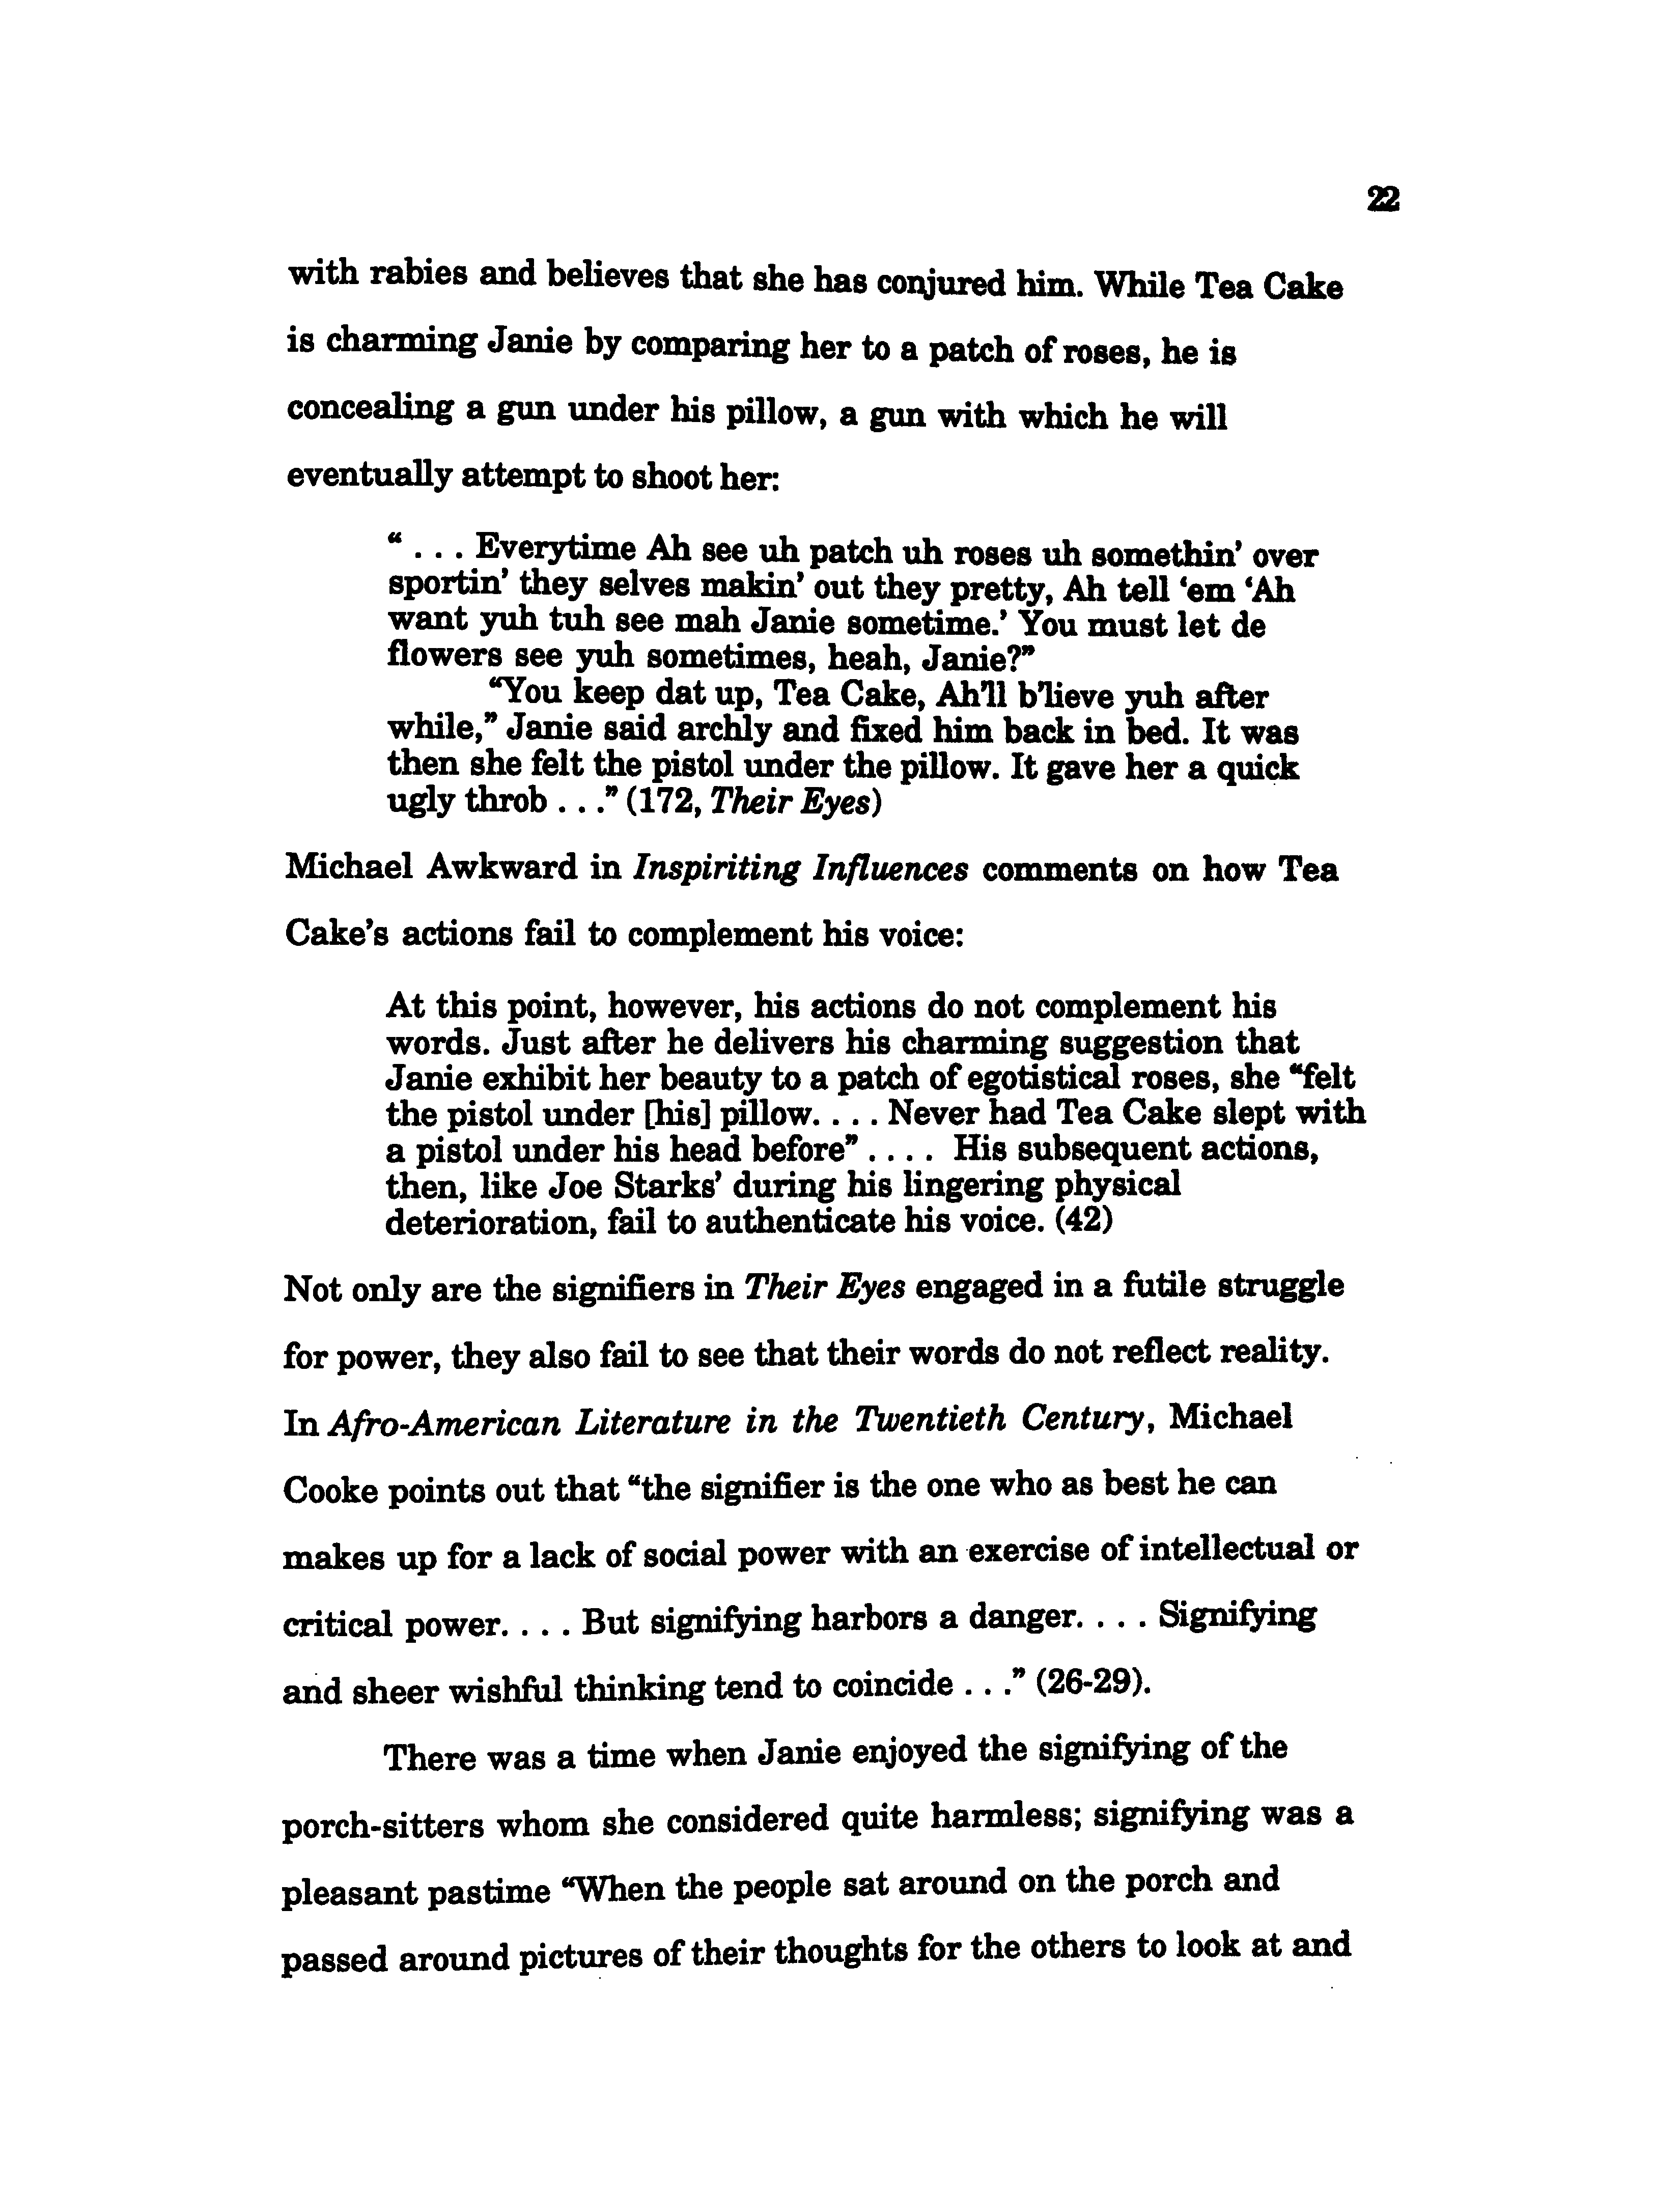 22
with rabies and believes that she has conjured him. While Tea Cake
is charming Janie by comparing her to a patch of roses, he is
concealing a gun under his pillow, a gun with which he will
eventually attempt to shoot her:
“ . . . Everytime Ah see uh patch uh roses uh somethin’ over
sportin’ they selves makin’ out they pretty, Ah tell ‘em ‘Ah
want yuh tuh see mah Janie sometime.’ You must let de
flowers see yuh sometimes, heah, Janie?”
“You keep dat up, Tea Cake, Ah’ll b’lieve yuh after
while,” Janie said archly and fixed him back in bed. It was
then she felt the pistol under the pillow. It gave her a quick
ugly throb . . .” (172, Their Eyes)
Michael Awkward in Inspiriting Influences comments on how Tea
Cake’s actions fail to complement his voice:
At this point, however, his actions do not complement his
words. Just after he delivers his charming suggestion that
Janie exhibit her beauty to a patch of egotistical roses, she “felt
the pistol under [his] pillow. . . . Never had Tea Cake slept with
a pistol under his head before” . . . . His subsequent actions,
then, like Joe Starks’ during his lingering physical
deterioration, fail to authenticate his voice. (42)
Not only are the signifiers in Their Eyes engaged in a futile struggle
for power, they also fail to see that their words do not reflect reality.
In Afro-American Literature in the Twentieth Century, Michael
Cooke points out that “the signifier is the one who as best he can
makes up for a lack of social power with an exercise of intellectual or
critical power. . . . But signifying harbors a danger. . . . Signifying
and sheer wishful thinking tend to coincide . . .” (26-29).
There was a time when Janie enjoyed the signifying of the
porch-sitters whom she considered quite harmless; signifying was a
pleasant pastime “When the people sat around on the porch and
passed around pictures of their thoughts for the others to look at and